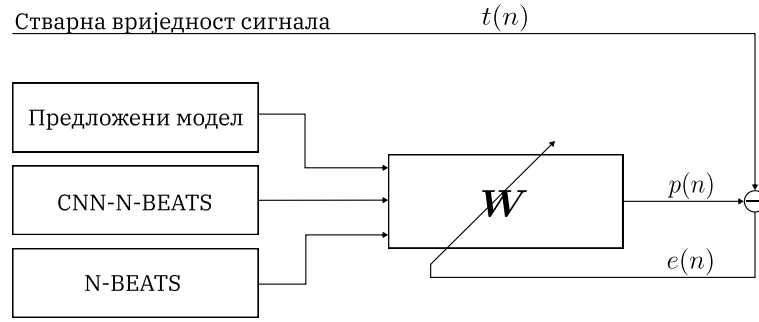 Стварна вриједност сигнала
t(n)
Предложени модел
CNN-N-BEATS
N-BEATS
W
p(n)
e(n)